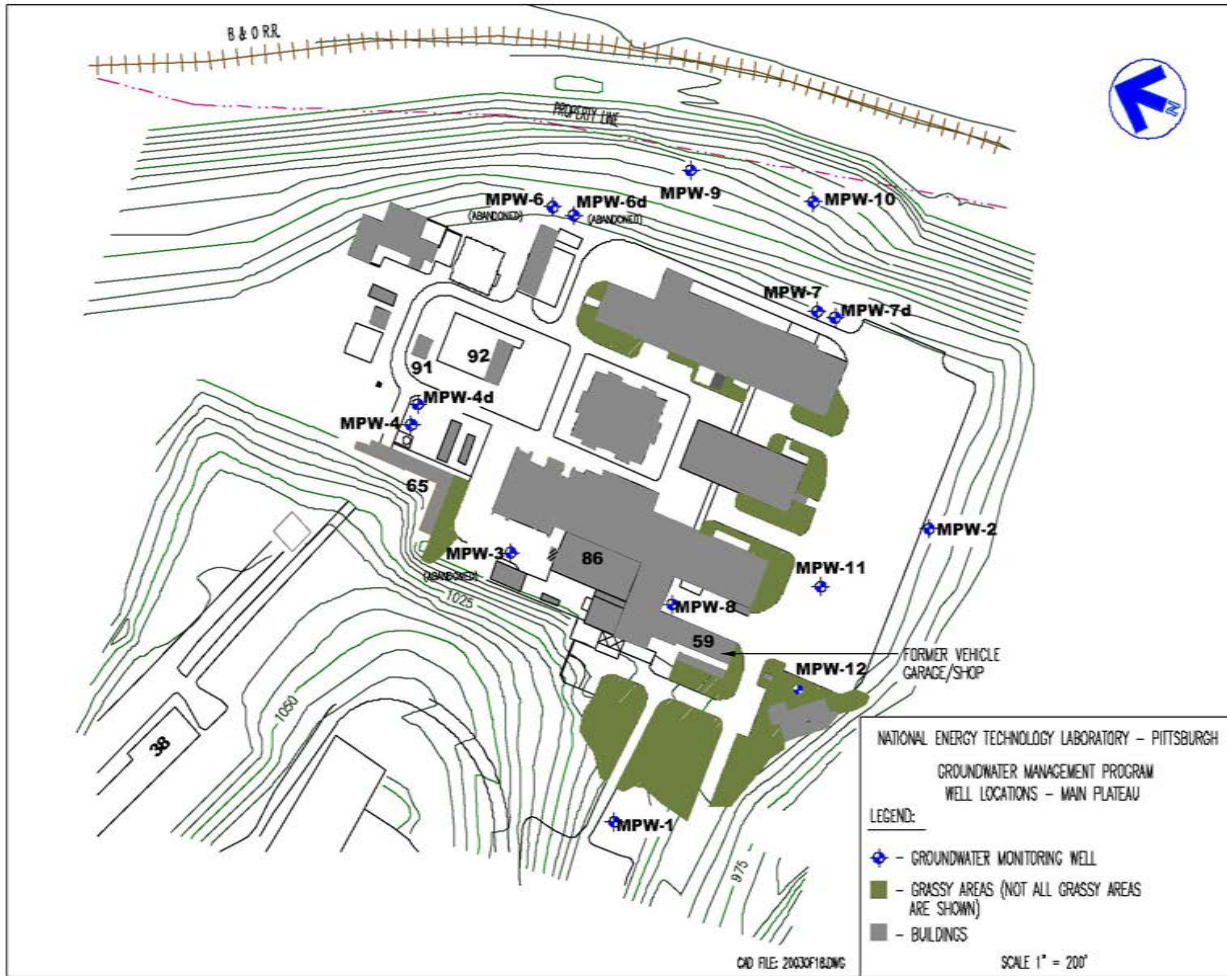 B & O R.R.
N
PROPERTY LINE
MPW-9
MPW-6
(ABANDONED)
MPW-6d
(ABANDONED)
MPW-10
MPW-7
MPW-7d
91
92
MPW-4d
MPW-4
65
MPW-3
(ABANDONED)
86
MPW-2
MPW-11
MPW-8
1025
59
FORMER VEHICLE
GARAGE/SHOP
MPW-12
1050
38
MPW-1
975
NATIONAL ENERGY TECHNOLOGY LABORATORY - PITTSBURGH
GROUNDWATER MANAGEMENT PROGRAM
WELL LOCATIONS - MAIN PLATEAU
LEGEND:
- GROUNDWATER MONITORING WELL
- GRASSY AREAS (NOT ALL GRASSY AREAS
ARE SHOWN)
- BUILDINGS
SCALE 1" = 200'
CAD FILE: 20030F18.DWG